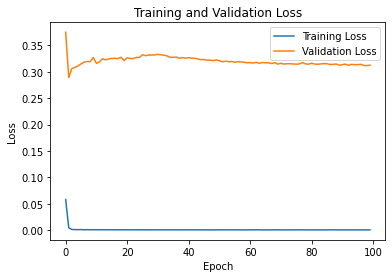 Training and Validation Loss
Training Loss
Validation Loss
Loss
0.35
0.30
0.25
0.20
0.15
0.10
0.05
0.00
0 20 40 60 80 100
Epoch